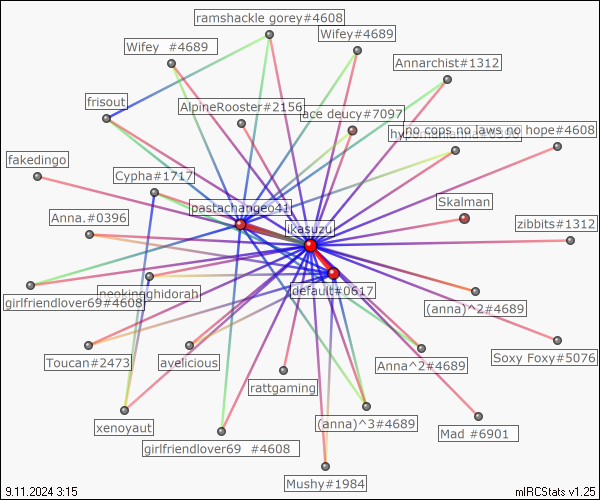 ramshackle gorey#4608
Wifey #4689
Wifey#4689
Annarchist#1312
frisout
AlpineRooster#2156
ace deucy#7097
no cops no laws no hope#4608
fakedingo
Cypha#1717
pastachange041
ikasuzu
Skalman
Anna.#0396
zibbits#1312
neokingghidorah
girlfriendlover69#4608
default#0617
(anna)^2#4689
Toucan#2473
avelicious
Anna^2#4689
Soxy Foxy#5076
rattgaming
xenoyaut
(anna)^3#4689
Mad #6901
girlfriendlover69 #4608
Mushy#1984
9.11.2024 3:15
mIRCStats v1.25